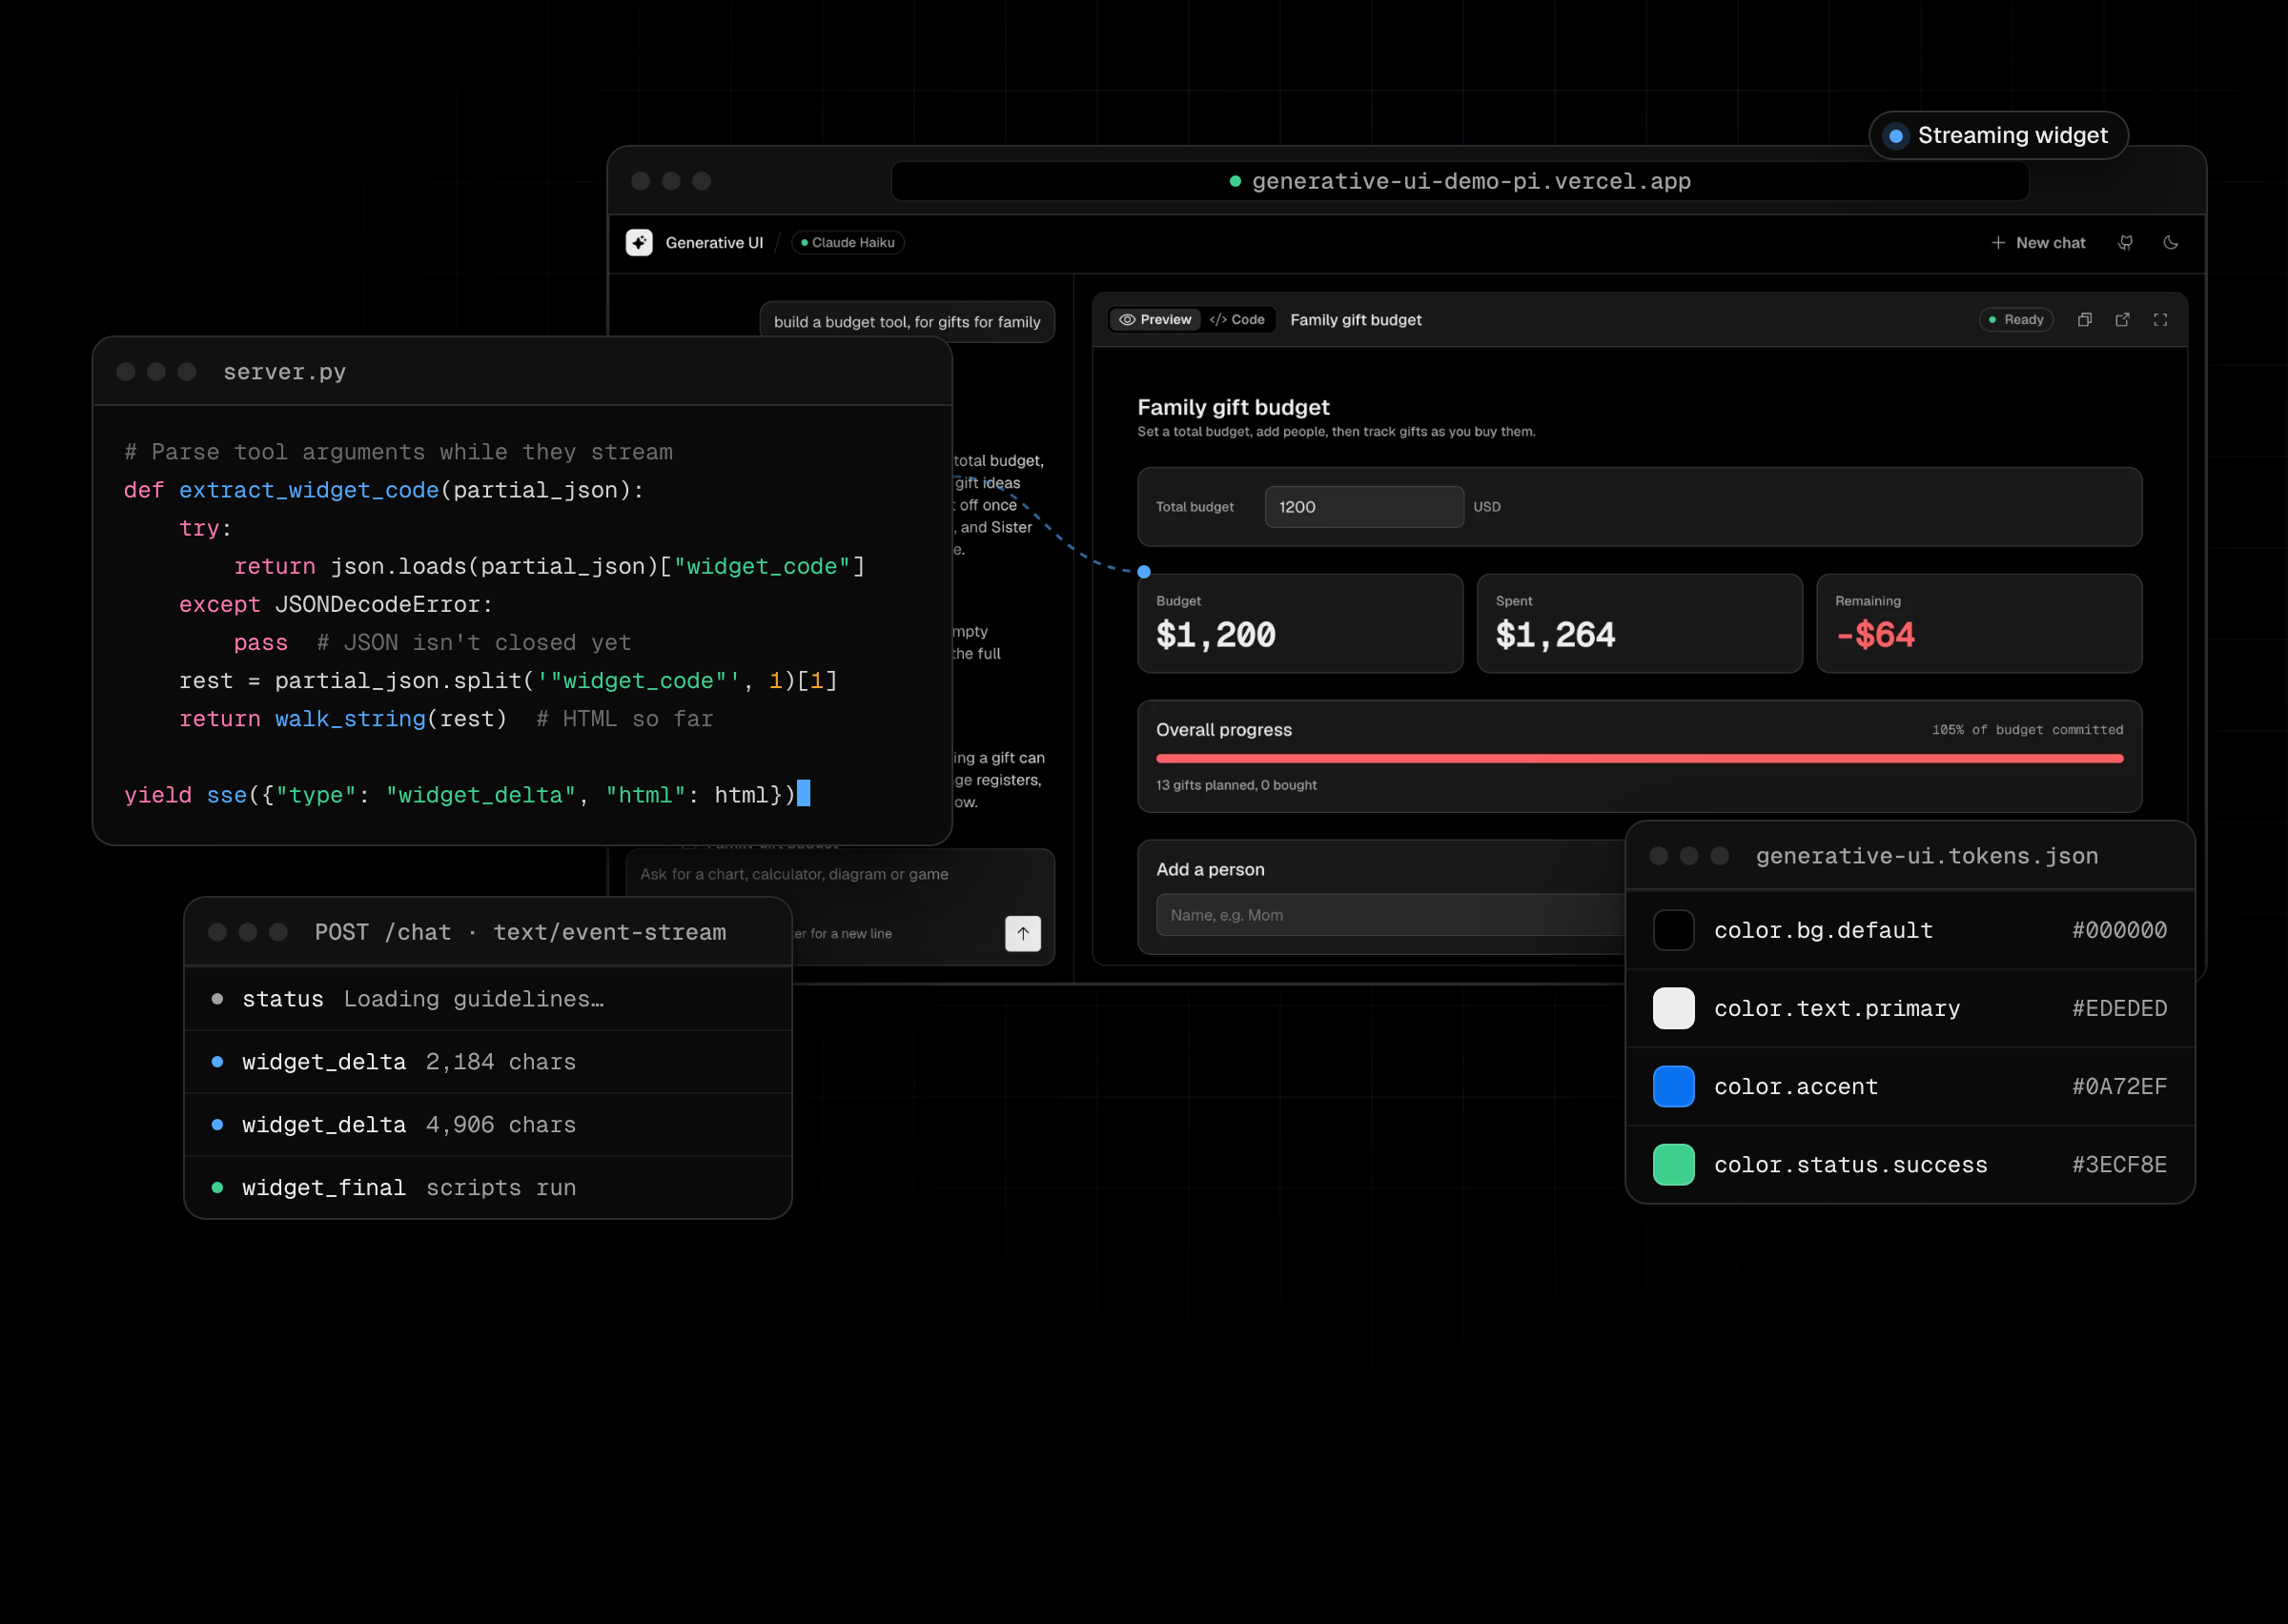 Streaming widget
generative-ui-demo-pi.vercel.app
Generative UI / Claude Haiku
New chat
build a budget tool, for gifts for family
Preview </> Code Family gift budget
Ready
server.py
# Parse tool arguments while they stream
def extract_widget_code(partial_json):
    try:
        return json.loads(partial_json)["widget_code"]
    except JSONDecodeError:
        pass  # JSON isn't closed yet
    rest = partial_json.split('"widget_code"', 1)[1]
    return walk_string(rest)  # HTML so far
yield sse({"type": "widget_delta", "html": html})
total budget,
gift ideas
off once
, and Sister
e.
the full
ing a gift can
ge registers,
ow.
Family gift budget
Set a total budget, add people, then track gifts as you buy them.
Total budget 1200 USD
Budget
$1,200
Spent
$1,264
Remaining
-$64
Overall progress
105% of budget committed
13 gifts planned, 0 bought
Add a person
Name, e.g. Mom
Ask for a chart, calculator, diagram or game
for a new line
POST /chat · text/event-stream
status Loading guidelines…
widget_delta 2,184 chars
widget_delta 4,906 chars
widget_final scripts run
generative-ui.tokens.json
color.bg.default #000000
color.text.primary #EDEDED
color.accent #0A72EF
color.status.success #3ECF8E